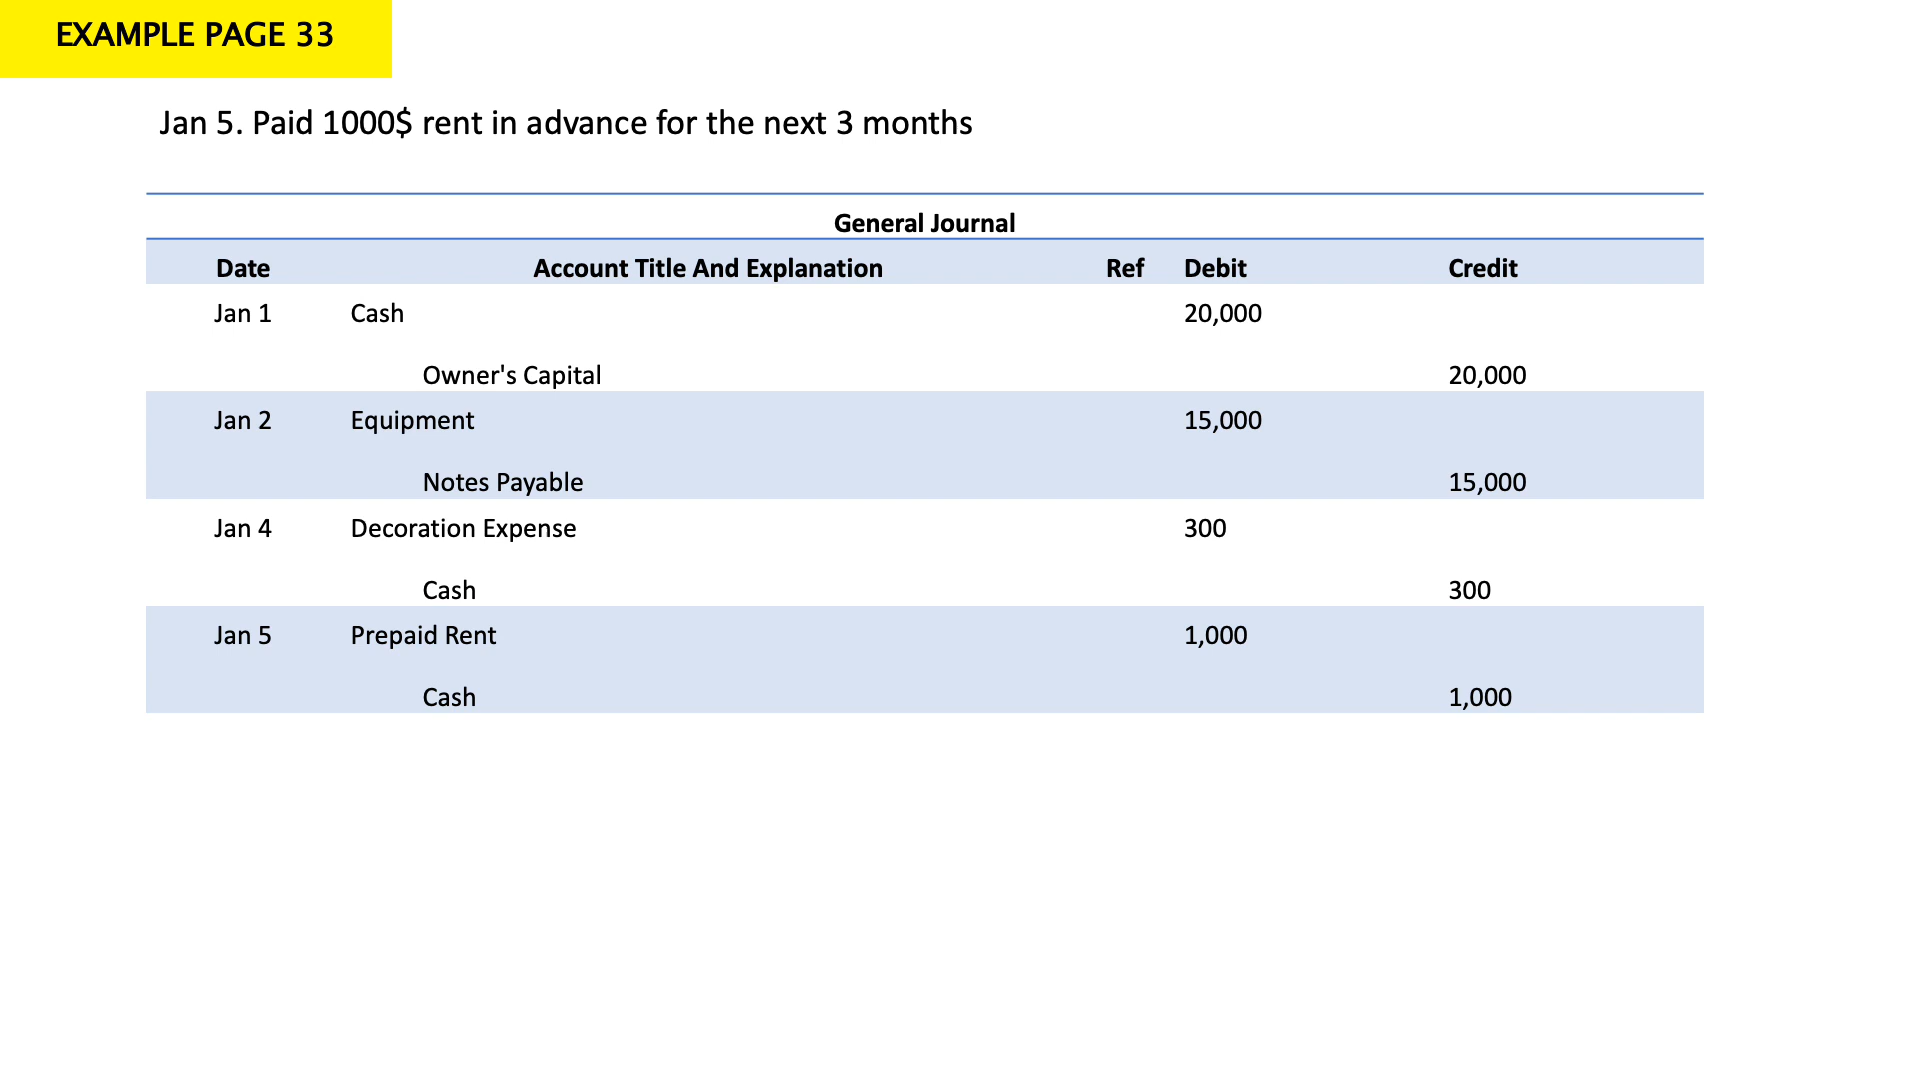 EXAMPLE PAGE 33
Jan 5. Paid 1000$ rent in advance for the next 3 months
General Journal
Date Account Title And Explanation Ref Debit Credit
Jan 1 Cash 20,000
Owner's Capital 20,000
Jan 2 Equipment 15,000
Notes Payable 15,000
Jan 4 Decoration Expense 300
Cash 300
Jan 5 Prepaid Rent 1,000
Cash 1,000